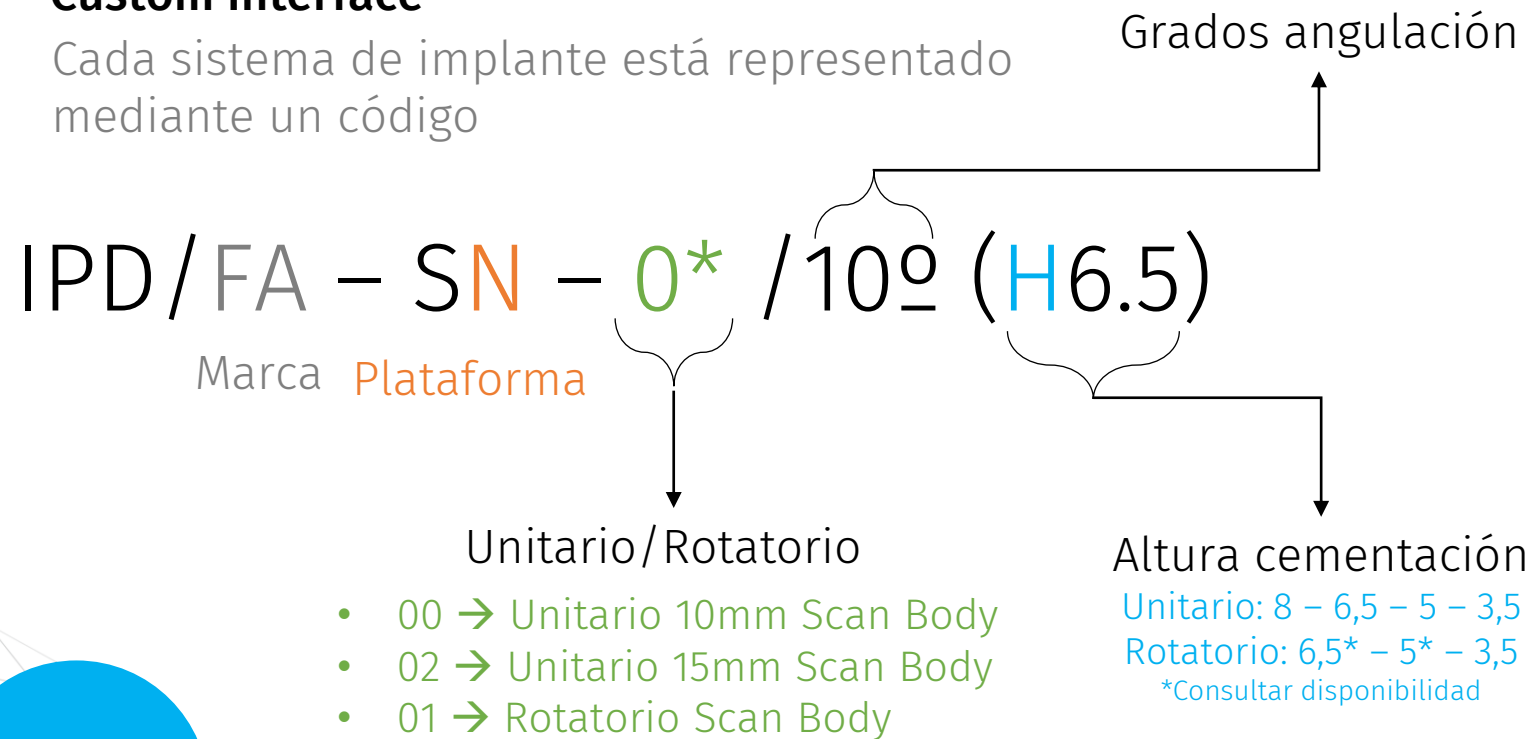 Custom Interface
Cada sistema de implante está representado
mediante un código
Grados angulación
IPD/FA – SN – 0* /10º (H6.5)
Marca Plataforma
Unitario/Rotatorio
• 00 → Unitario 10mm Scan Body
• 02 → Unitario 15mm Scan Body
• 01 → Rotatorio Scan Body
Altura cementación
Unitario: 8 – 6,5 – 5 – 3,5
Rotatorio: 6,5* – 5* – 3,5
*Consultar disponibilidad